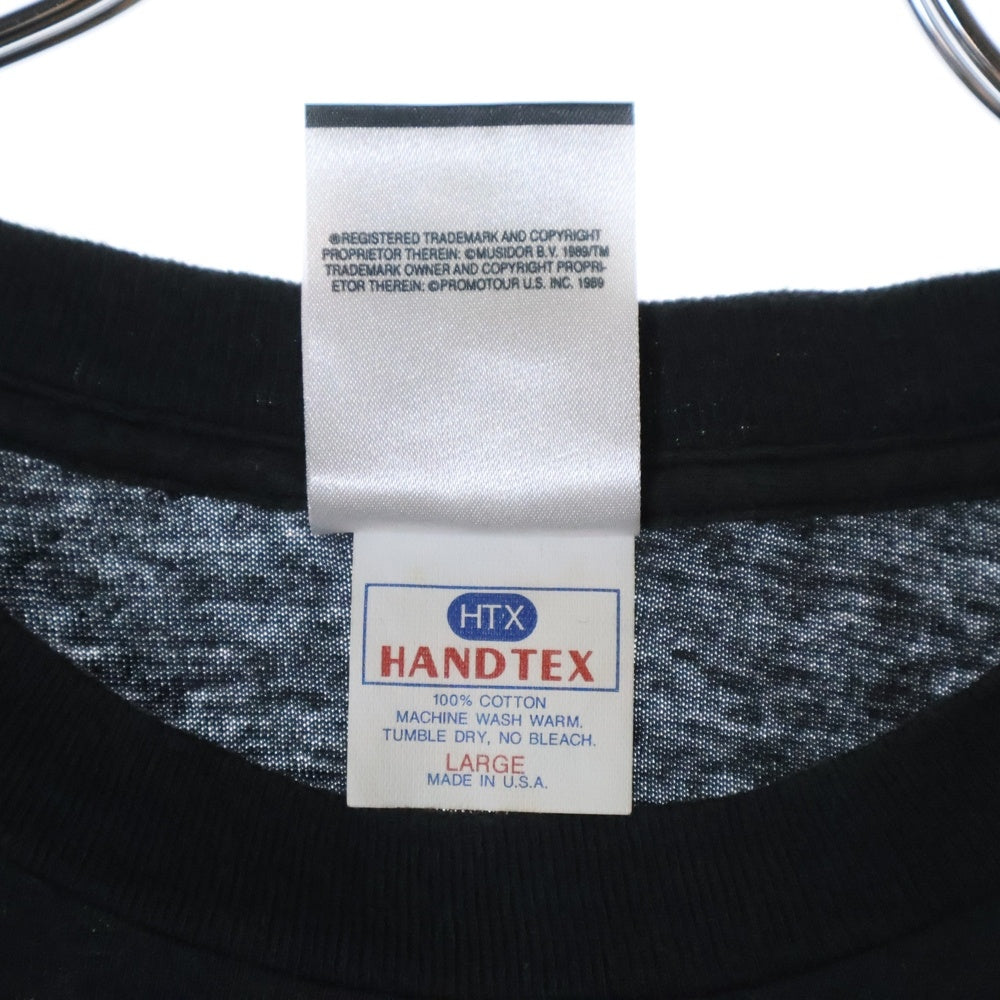 ®REGISTERED TRADEMARK AND COPYRIGHT
PROPRIETOR THEREIN: ©MUSIDOR B.V. 1989/TM
TRADEMARK OWNER AND COPYRIGHT PROPRI-
ETOR THEREIN: ©PROMOTOUR U.S. INC. 1989
HTX
HANDTEX
100% COTTON
MACHINE WASH WARM.
TUMBLE DRY, NO BLEACH.
LARGE
MADE IN U.S.A.